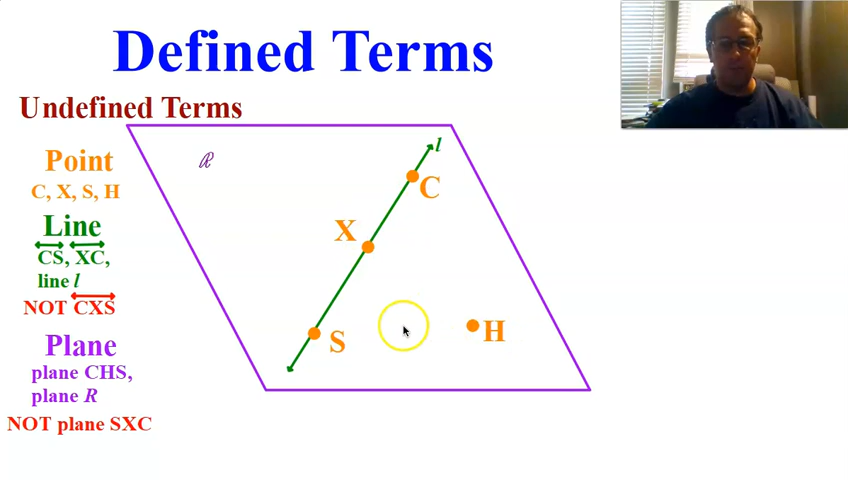 Defined Terms
Undefined Terms
Point
C, X, S, H
Line
CS, XC,
line l
NOT CXS
Plane
plane CHS,
plane R
NOT plane SXC
R
l
C
X
S
H